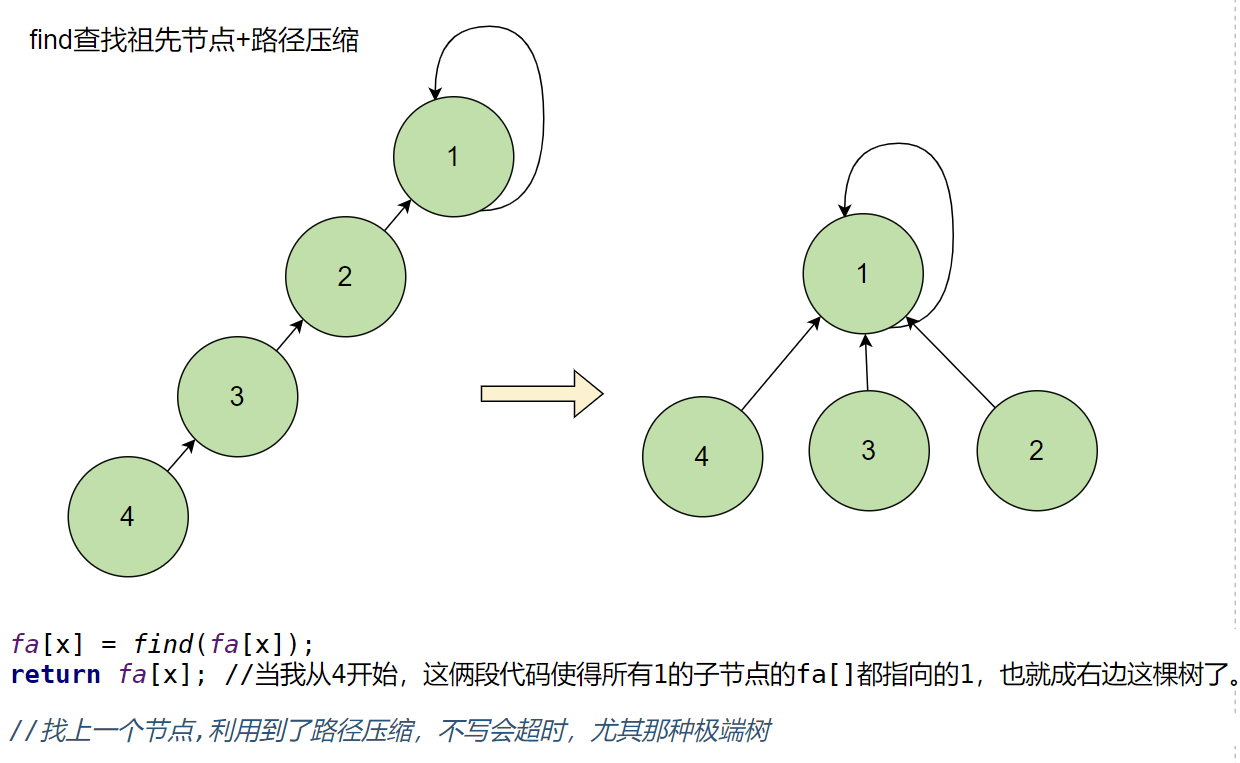 find查找祖先节点+路径压缩
1
2
3
4
1
4
3
2
fa[x] = find(fa[x]);
return fa[x]; //当我从4开始，这俩段代码使得所有1的子节点的fa[]都指向的1，也就成右边这棵树了。
//找上一个节点,利用到了路径压缩，不写会超时，尤其那种极端树